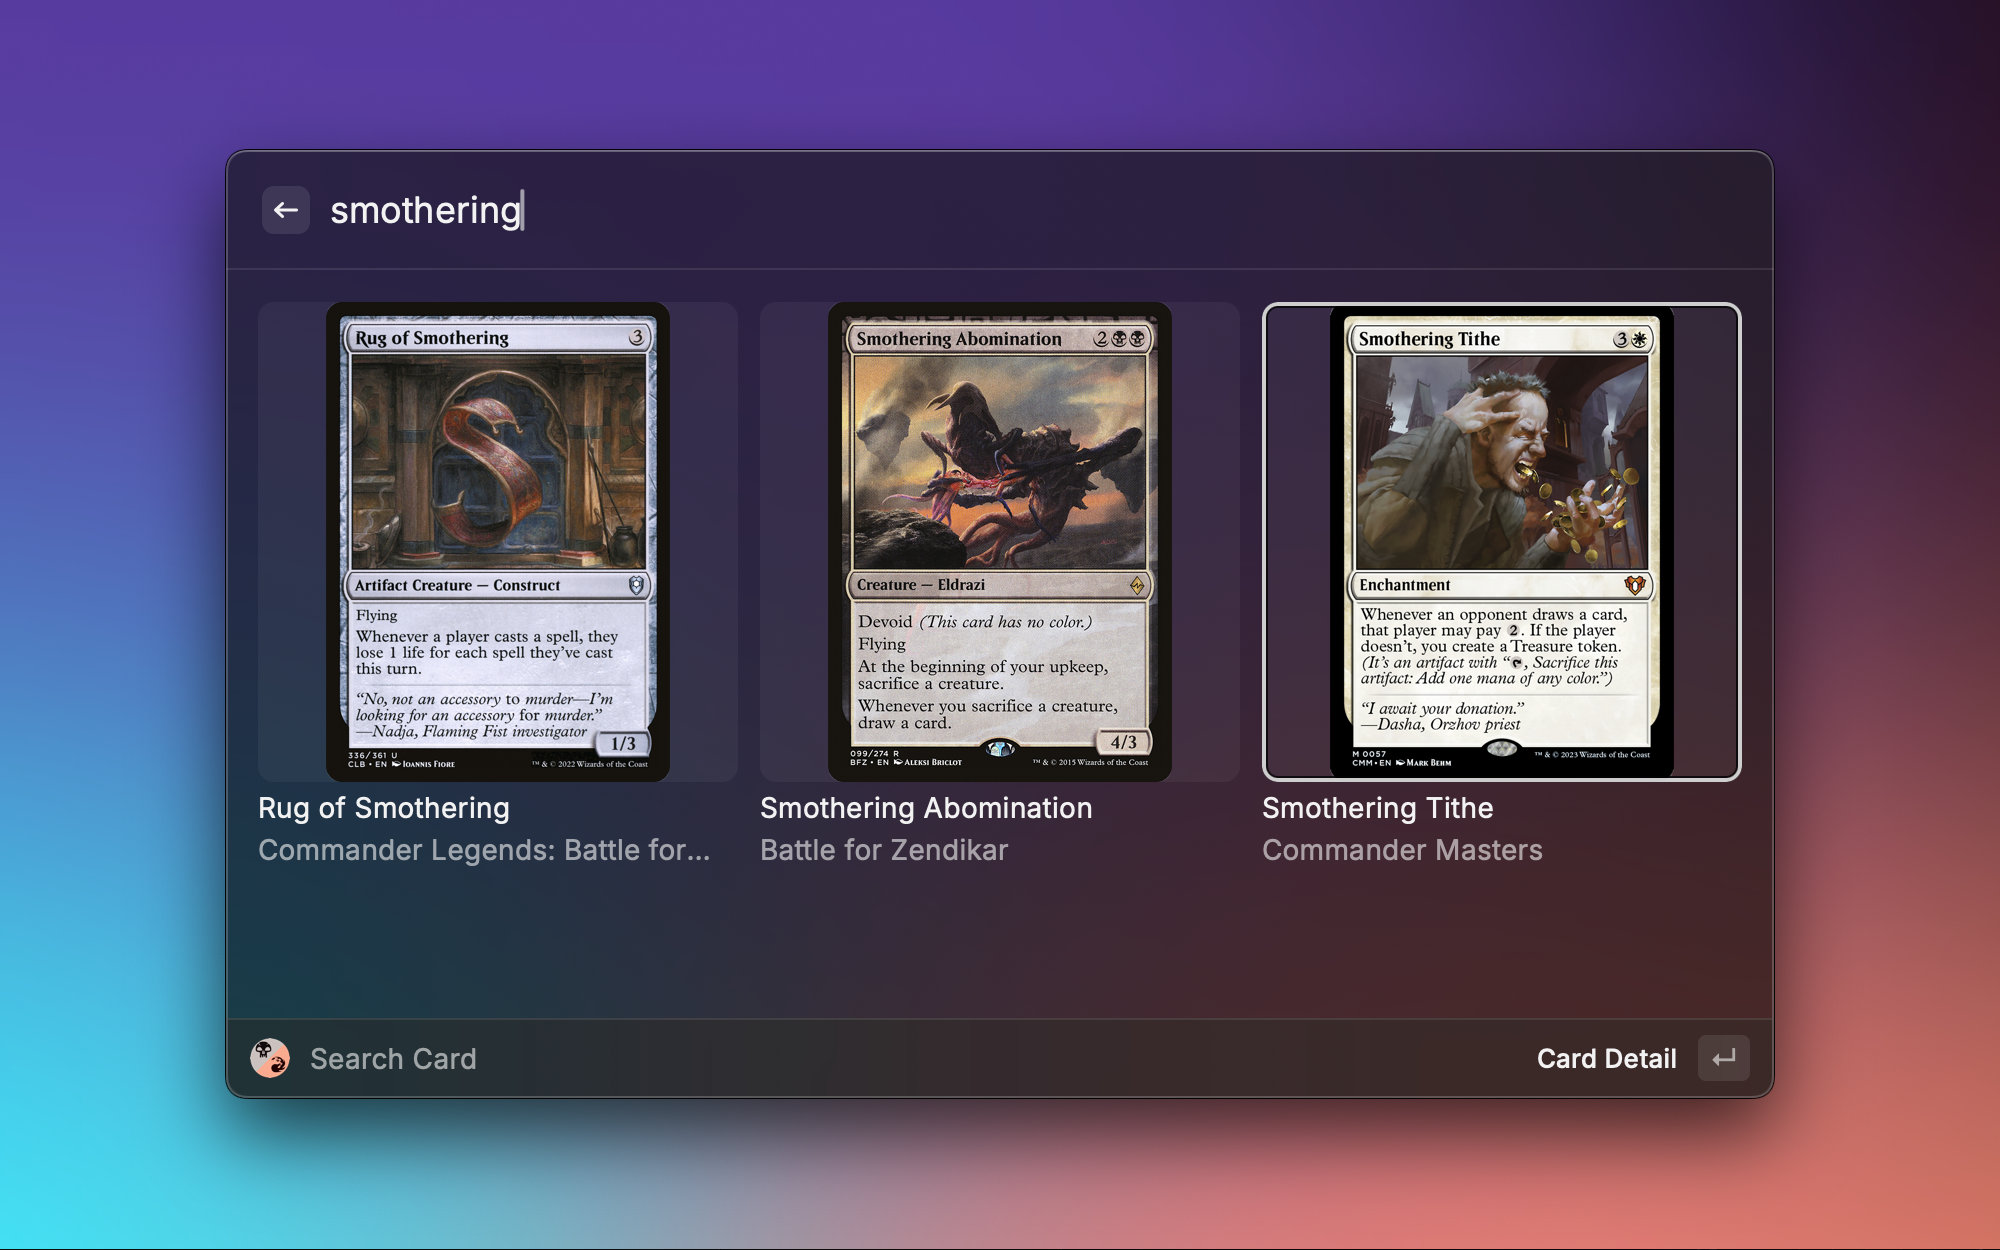 smothering
Rug of Smothering 3
Artifact Creature — Construct
Flying
Whenever a player casts a spell, they
lose 1 life for each spell they've cast
this turn.
"No, not an accessory to murder—I'm
looking for an accessory for murder."
—Nadja, Flaming Fist investigator
1/3
336/361 U
CLB • EN Ioannis Fiore
™ & © 2022 Wizards of the Coast
Rug of Smothering
Commander Legends: Battle for...
Smothering Abomination 2
Creature — Eldrazi
Devoid (This card has no color.)
Flying
At the beginning of your upkeep,
sacrifice a creature.
Whenever you sacrifice a creature,
draw a card.
4/3
099/274 R
BFZ • EN Aleksi Briclot
™ & © 2015 Wizards of the Coast
Smothering Abomination
Battle for Zendikar
Smothering Tithe 3
Enchantment
Whenever an opponent draws a card,
that player may pay 2. If the player
doesn't, you create a Treasure token.
(It's an artifact with ", Sacrifice this
artifact: Add one mana of any color.")
"I await your donation."
—Dasha, Orzhov priest
M 0057
CMM • EN Mark Behm
™ & © 2023 Wizards of the Coast
Smothering Tithe
Commander Masters
Search Card
Card Detail